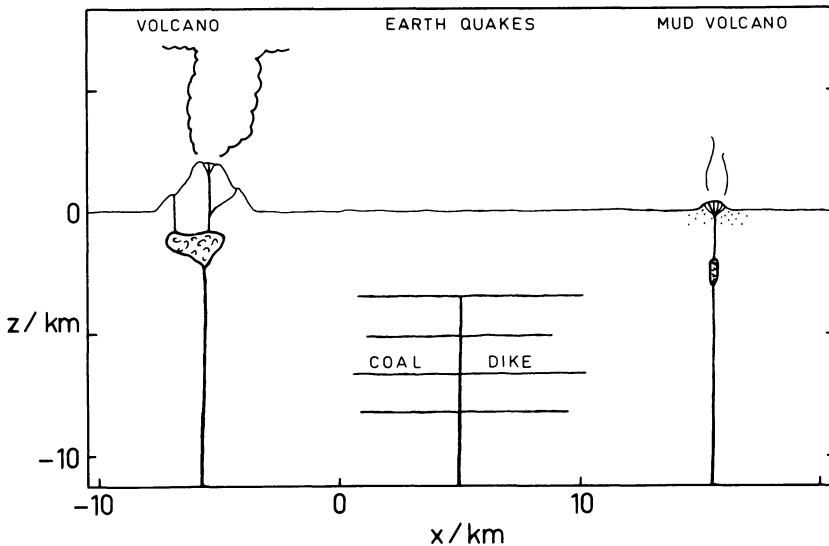 VOLCANO EARTH QUAKES MUD VOLCANO
0
z/km
COAL DIKE
-10
-10 0 10
x/km